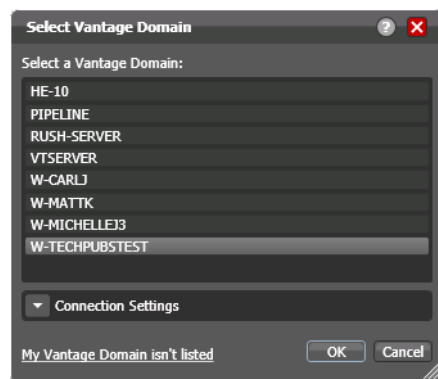 Select Vantage Domain
?
Select a Vantage Domain:
HE-10
PIPELINE
RUSH-SERVER
VTSERVER
W-CARLJ
W-MATTK
W-MICHELLEJ3
W-TECHPUBSTEST
Connection Settings
My Vantage Domain isn't listed
OK
Cancel